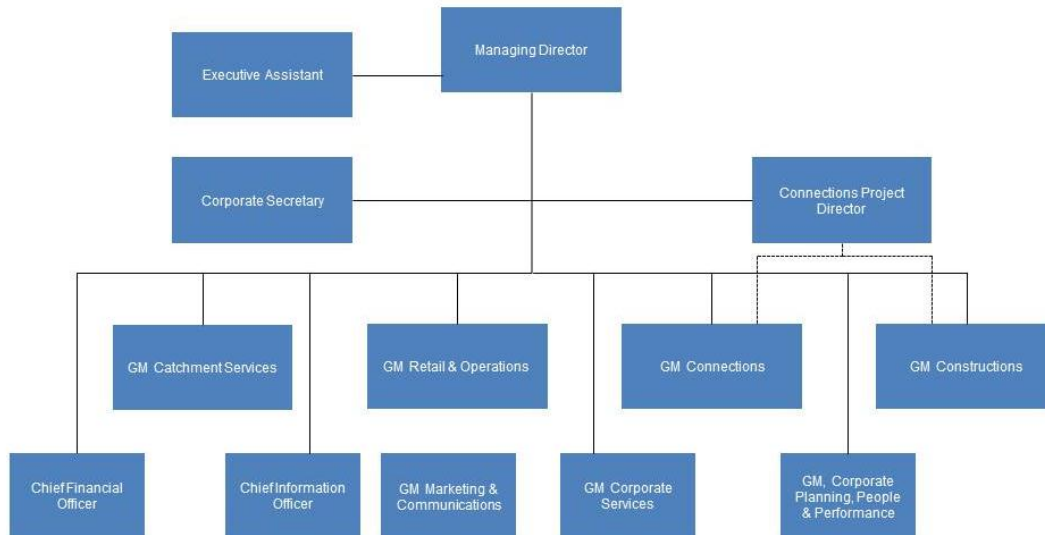 Managing Director
Executive Assistant
Corporate Secretary
Connections Project
Director
GM Catchment Services
GM Retail & Operations
GM Connections
GM Constructions
Chief Financial
Officer
Chief Information
Officer
GM Marketing &
Communications
GM Corporate
Services
GM, Corporate
Planning, People
& Performance